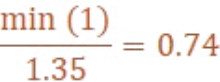 min (1)
1.35
= 0.74